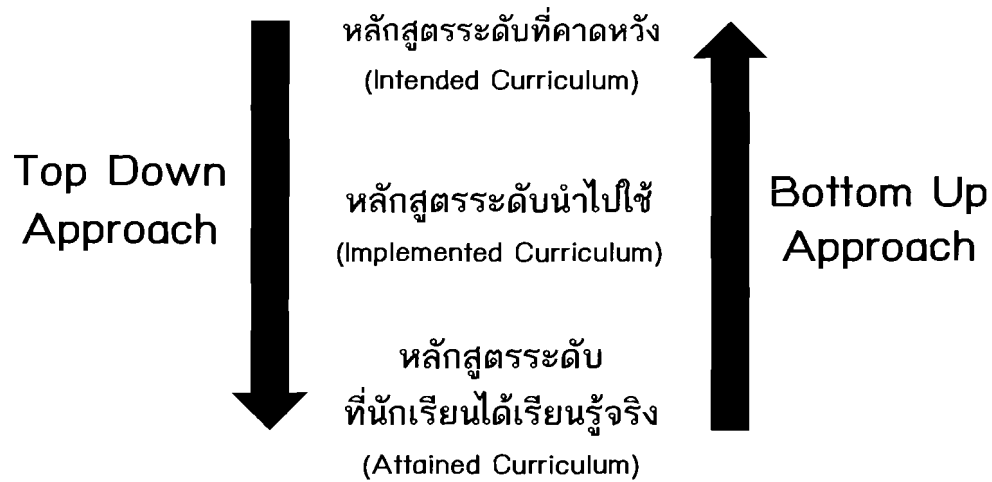 หลักสูตรระดับที่คาดหวัง
(Intended Curriculum)
Top Down
Approach
หลักสูตรระดับนำไปใช้
(Implemented Curriculum)
Bottom Up
Approach
หลักสูตรระดับ
ที่นักเรียนได้เรียนรู้จริง
(Attained Curriculum)